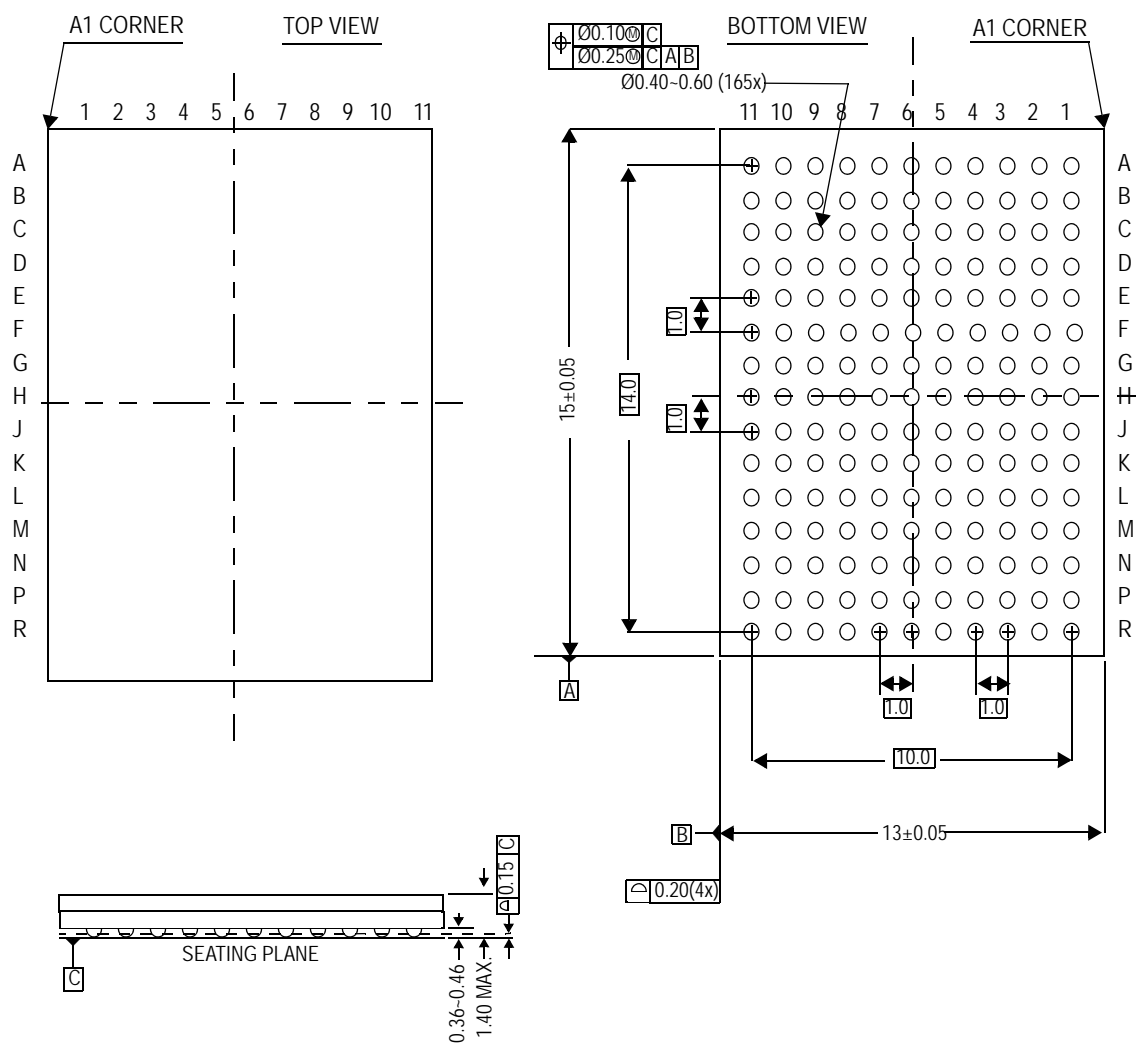 A1 CORNER
TOP VIEW
1 2 3 4 5 6 7 8 9 10 11
A
B
C
D
E
F
G
H
J
K
L
M
N
P
R
Ø0.10Ⓜ C
Ø0.25Ⓜ C A B
BOTTOM VIEW
A1 CORNER
Ø0.40~0.60 (165x)
11 10 9 8 7 6 5 4 3 2 1
A
B
C
D
E
F
G
H
J
K
L
M
N
P
R
15±0.05
14.0
1.0
1.0
A
1.0
1.0
10.0
B
13±0.05
0.20(4x)
0.15 C
SEATING PLANE
C
0.36~0.46
1.40 MAX.